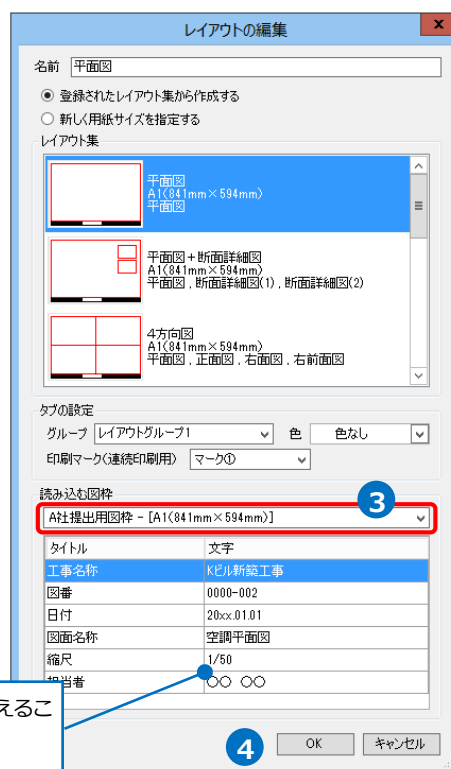 レイアウトの編集
x
名前 平面図
登録されたレイアウト集から作成する
新しく用紙サイズを指定する
レイアウト集
平面図
A1(841mm×594mm)
平面図
平面図+断面詳細図
A1(841mm×594mm)
平面図,断面詳細図(1),断面詳細図(2)
4方向図
A1(841mm×594mm)
平面図,正面図,右面図,右前面図
タブの設定
グループ レイアウトグループ1 色 色なし
印刷マーク(連続印刷用) マーク①
読み込む図枠
3
A社提出用図枠 - [A1(841mm×594mm)]
タイトル 文字
工事名称 Kビル新築工事
図番 0000-002
日付 20xx.01.01
図面名称 空調平面図
縮尺 1/50
担当者 〇〇 〇〇
えるこ
4
OK キャンセル